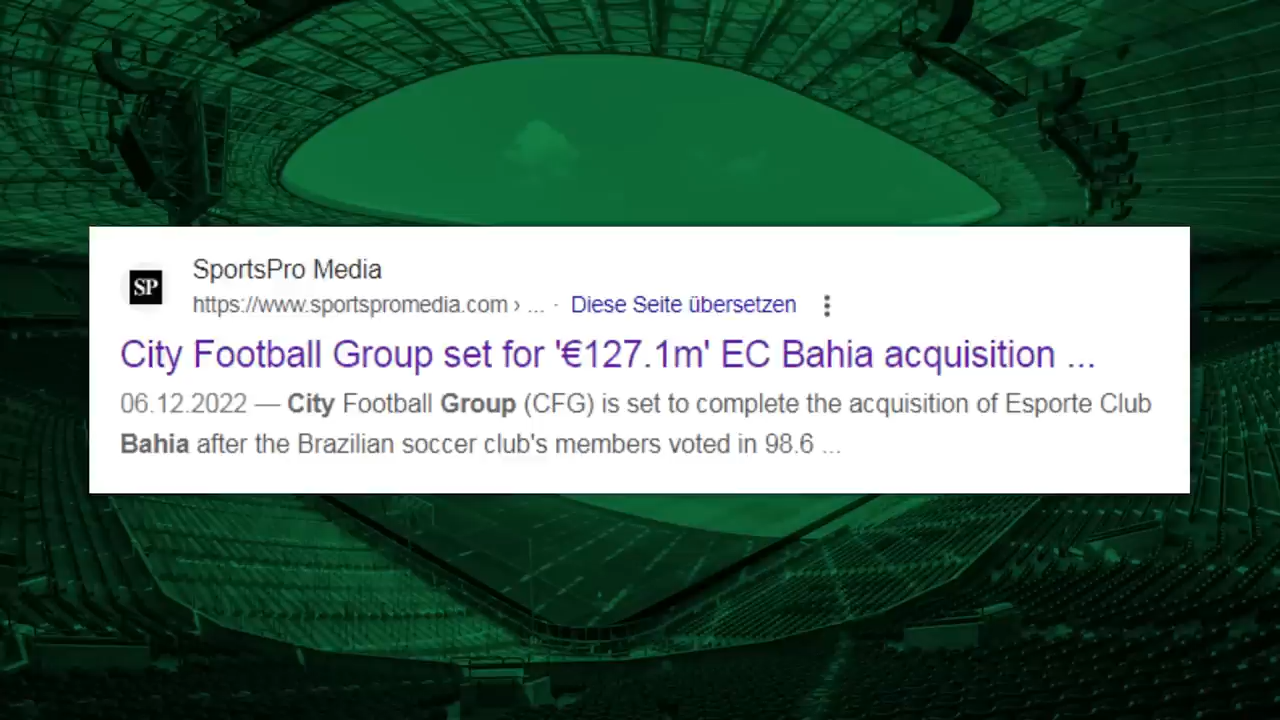 SP
SportsPro Media
https://www.sportspromedia.com › ... · Diese Seite übersetzen
City Football Group set for '€127.1m' EC Bahia acquisition ...
06.12.2022 — City Football Group (CFG) is set to complete the acquisition of Esporte Club
Bahia after the Brazilian soccer club's members voted in 98.6 ...